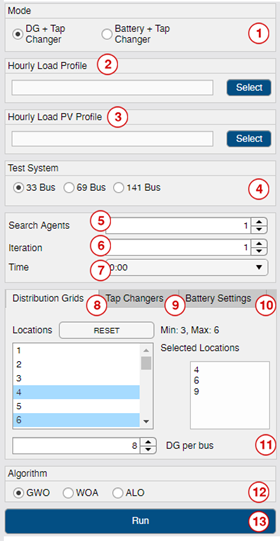 Mode
DG + Tap Changer
Battery + Tap Changer
1
Hourly Load Profile
2
Select
Hourly Load PV Profile
3
Select
Test System
33 Bus
69 Bus
141 Bus
4
Search Agents
5
1
Iteration
6
1
Time
7
0:00
Distribution Grids
8
Tap Changers
9
Battery Settings
10
Locations
RESET
Min: 3, Max: 6
1
2
3
4
5
6
Selected Locations
4
6
9
8
DG per bus
11
Algorithm
GWO
WOA
ALO
12
Run
13